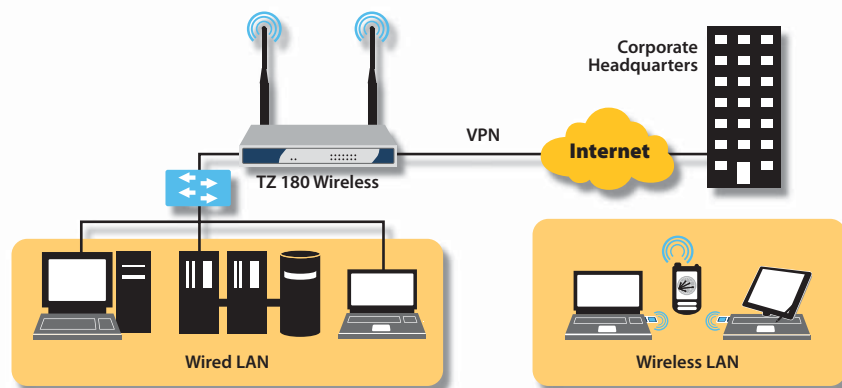 Corporate
Headquarters
VPN
Internet
TZ 180 Wireless
Wired LAN
Wireless LAN